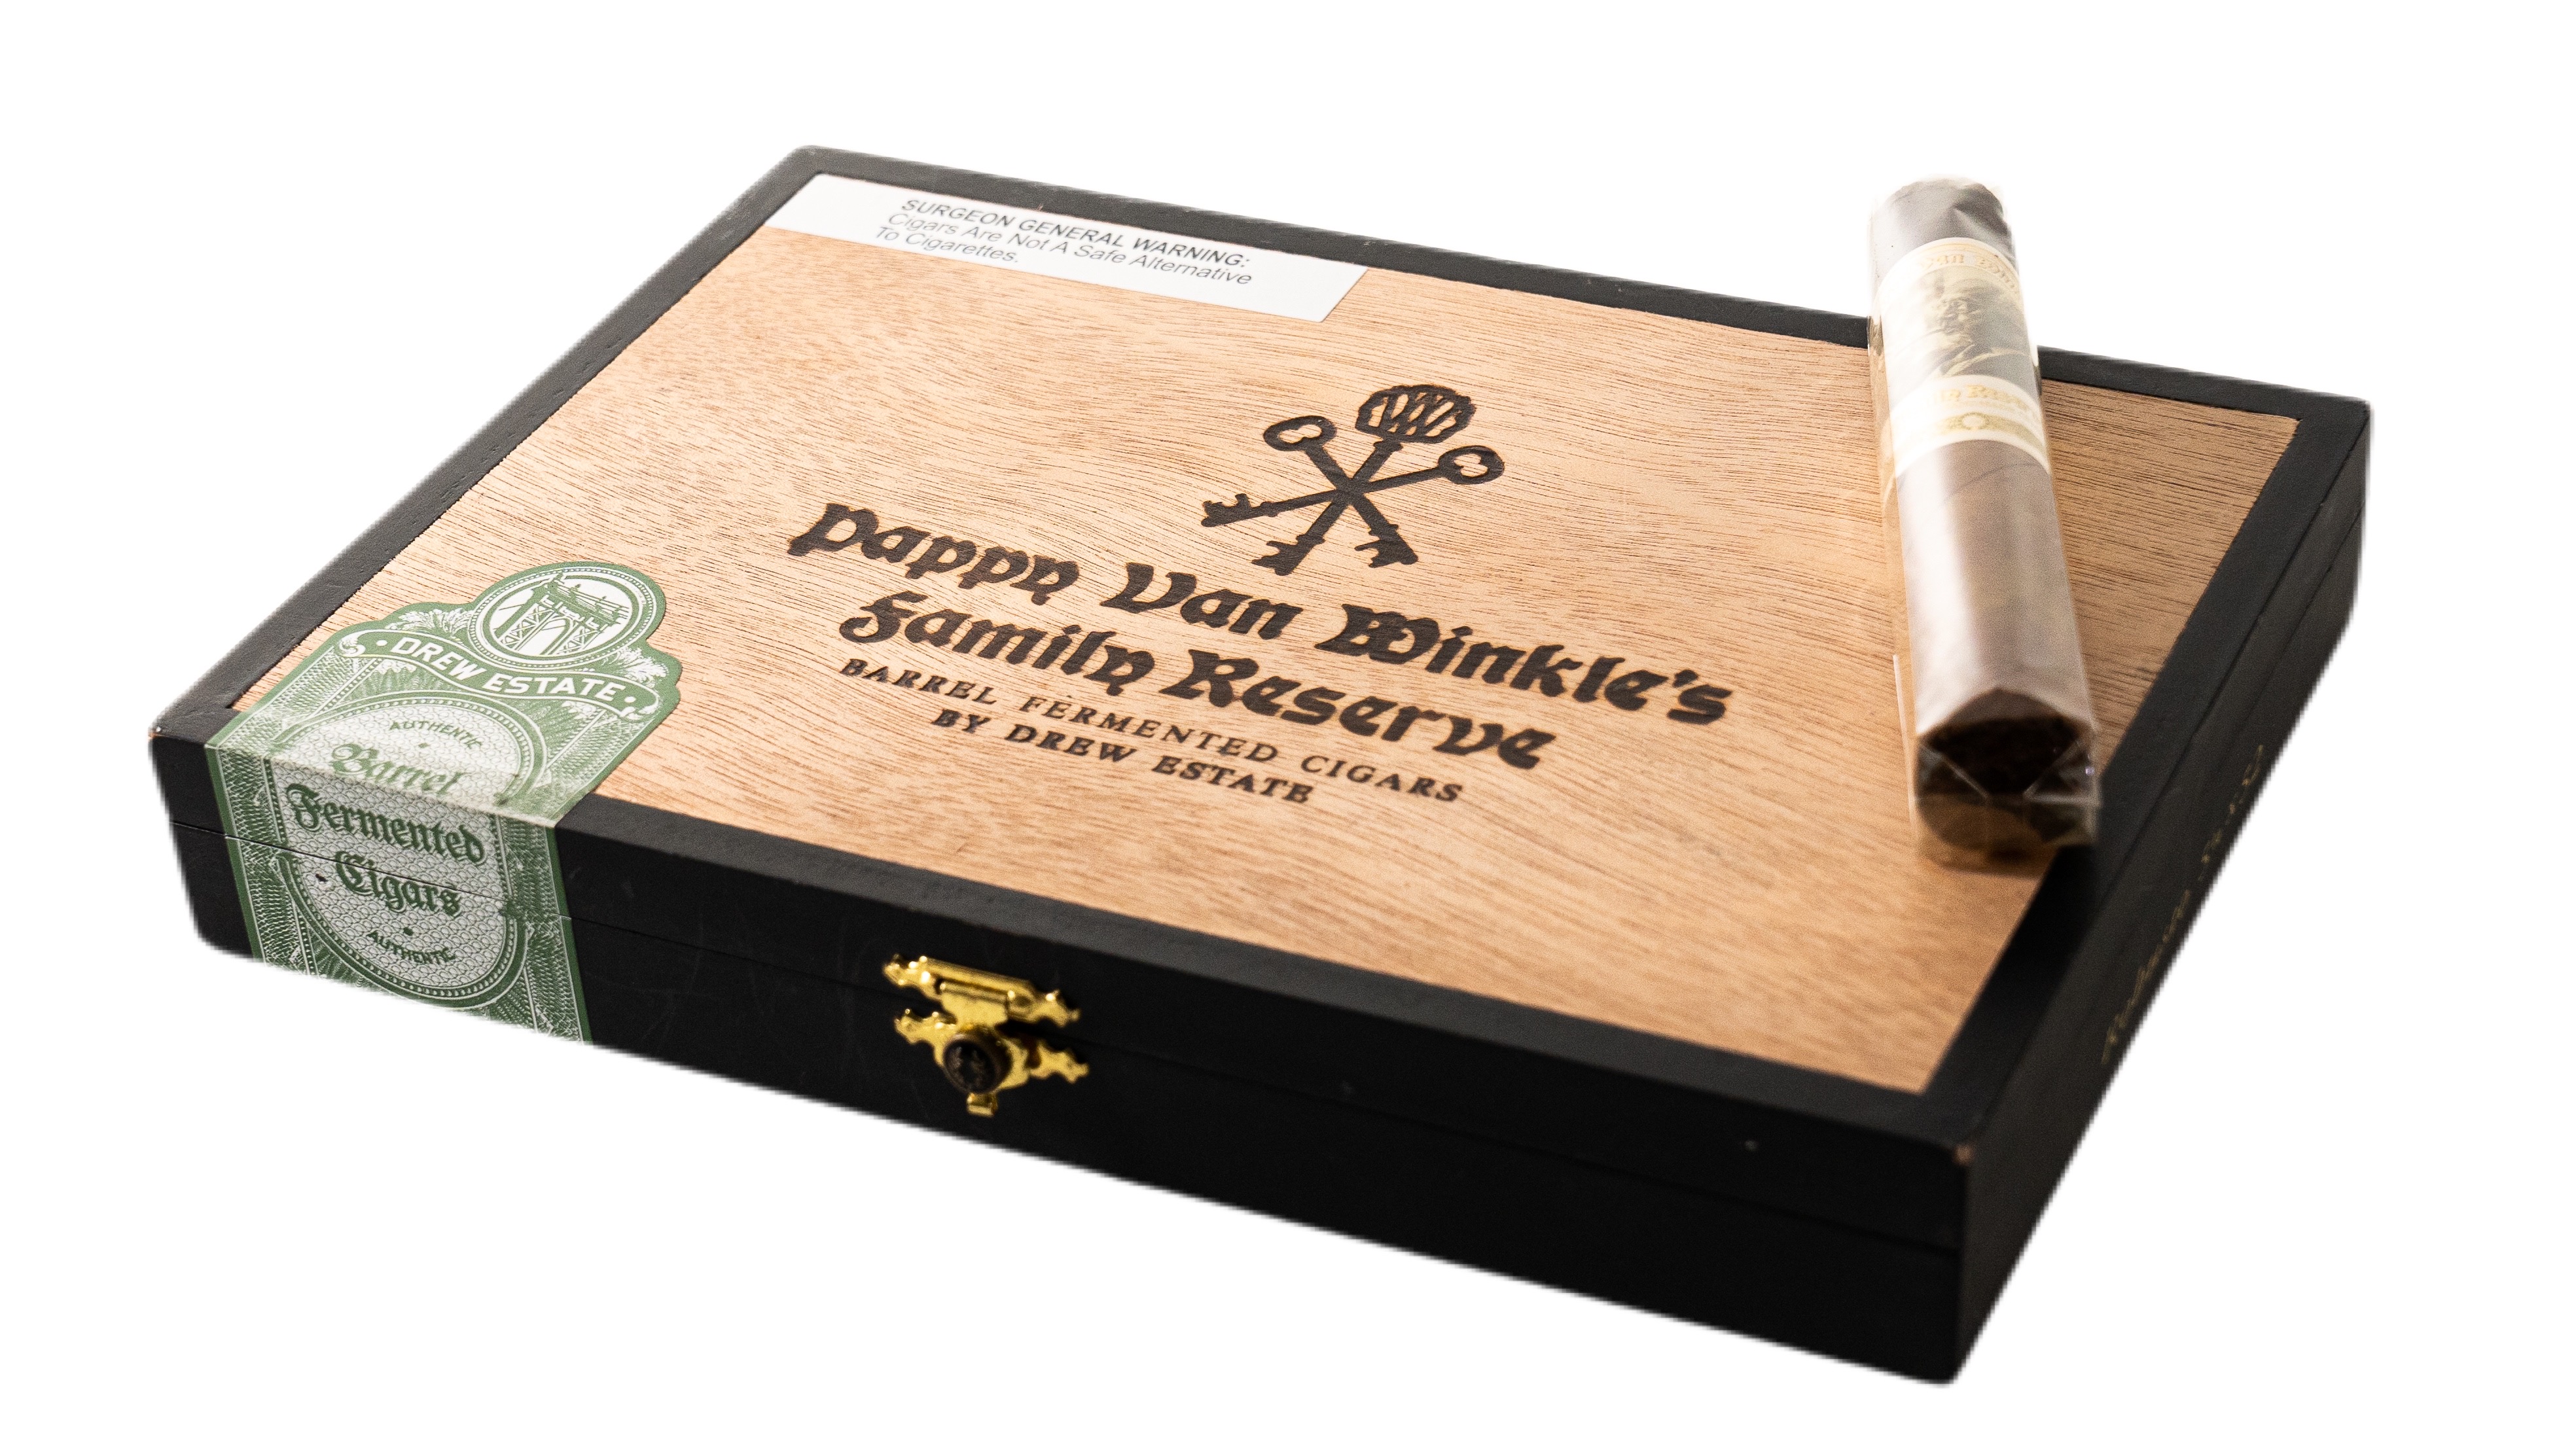 SURGEON GENERAL WARNING:
Cigars Are Not A Safe Alternative
To Cigarettes.
Pappy Van Winkle's
Family Reserve
BARREL FERMENTED CIGARS
BY DREW ESTATE
DREW ESTATE
AUTHENTIC
Barrel
Fermented
Cigars
AUTHENTIC